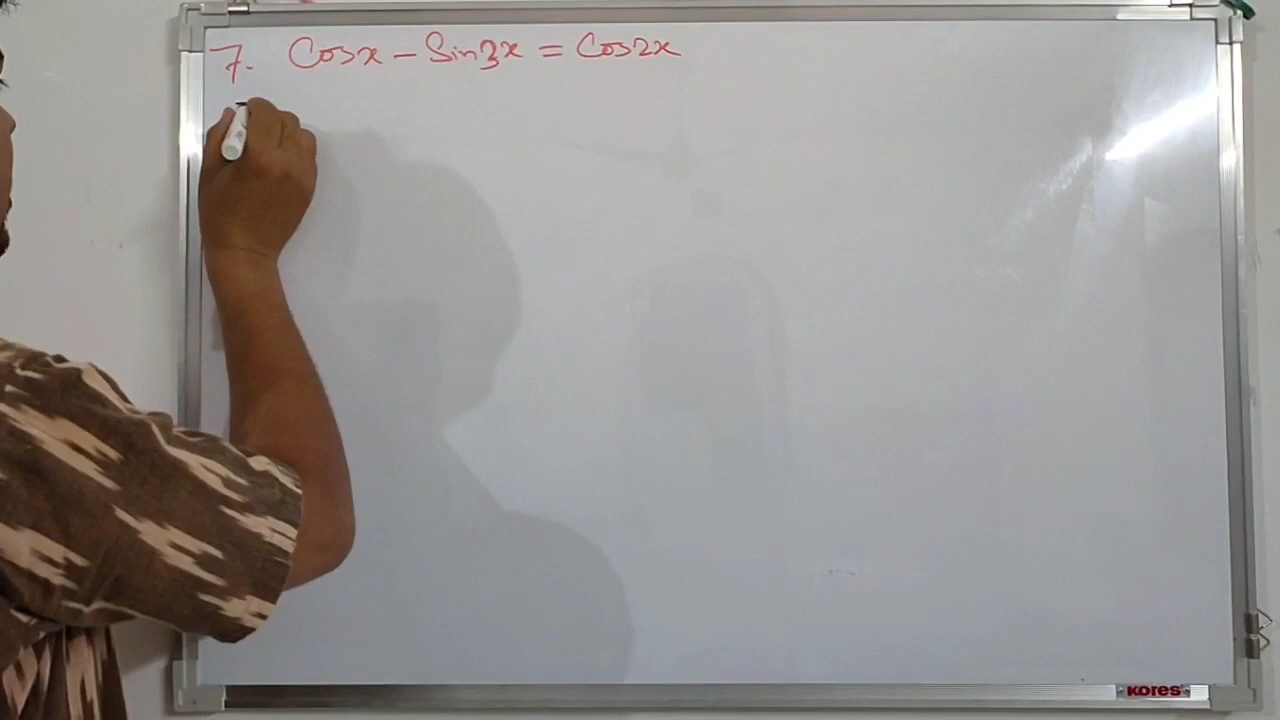 7. Cosx - Sin3x = Cos2x
KORES